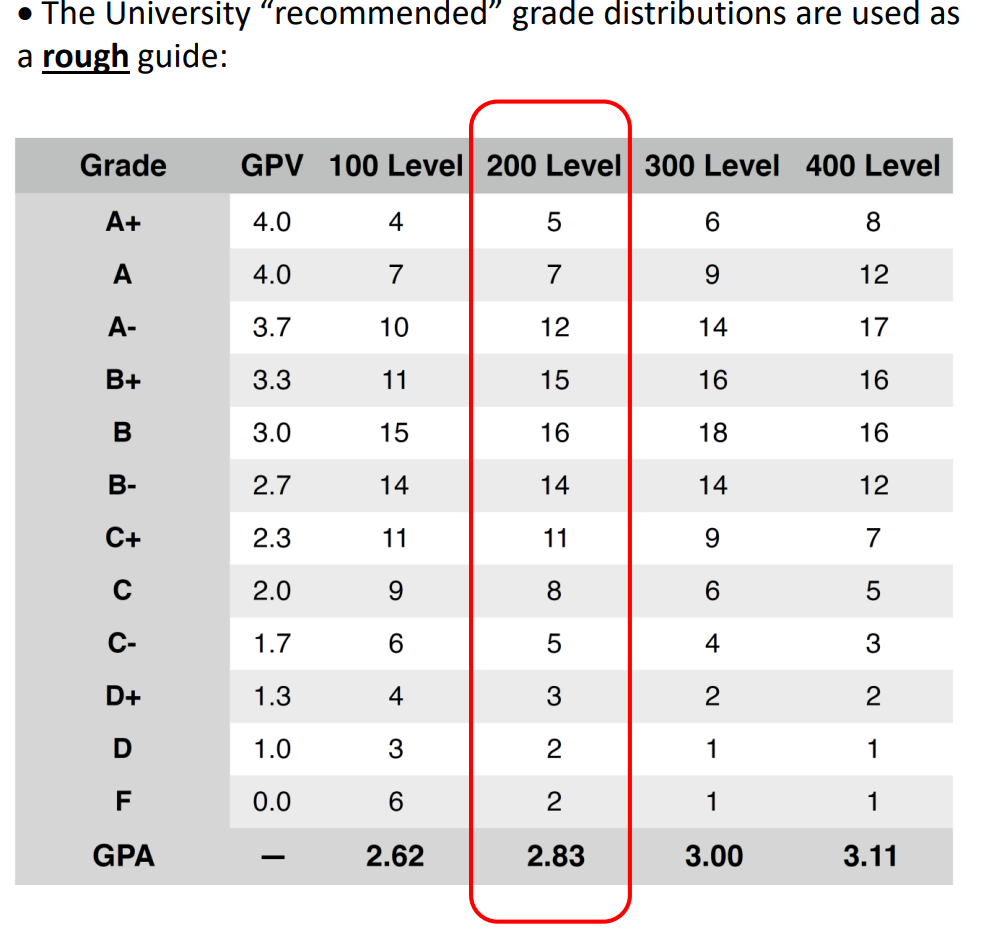 • The University “recommended” grade distributions are used as
a rough guide:
Grade GPV 100 Level 200 Level 300 Level 400 Level
A+ 4.0 4 5 6 8
A 4.0 7 7 9 12
A- 3.7 10 12 14 17
B+ 3.3 11 15 16 16
B 3.0 15 16 18 16
B- 2.7 14 14 14 12
C+ 2.3 11 11 9 7
C 2.0 9 8 6 5
C- 1.7 6 5 4 3
D+ 1.3 4 3 2 2
D 1.0 3 2 1 1
F 0.0 6 2 1 1
GPA — 2.62 2.83 3.00 3.11